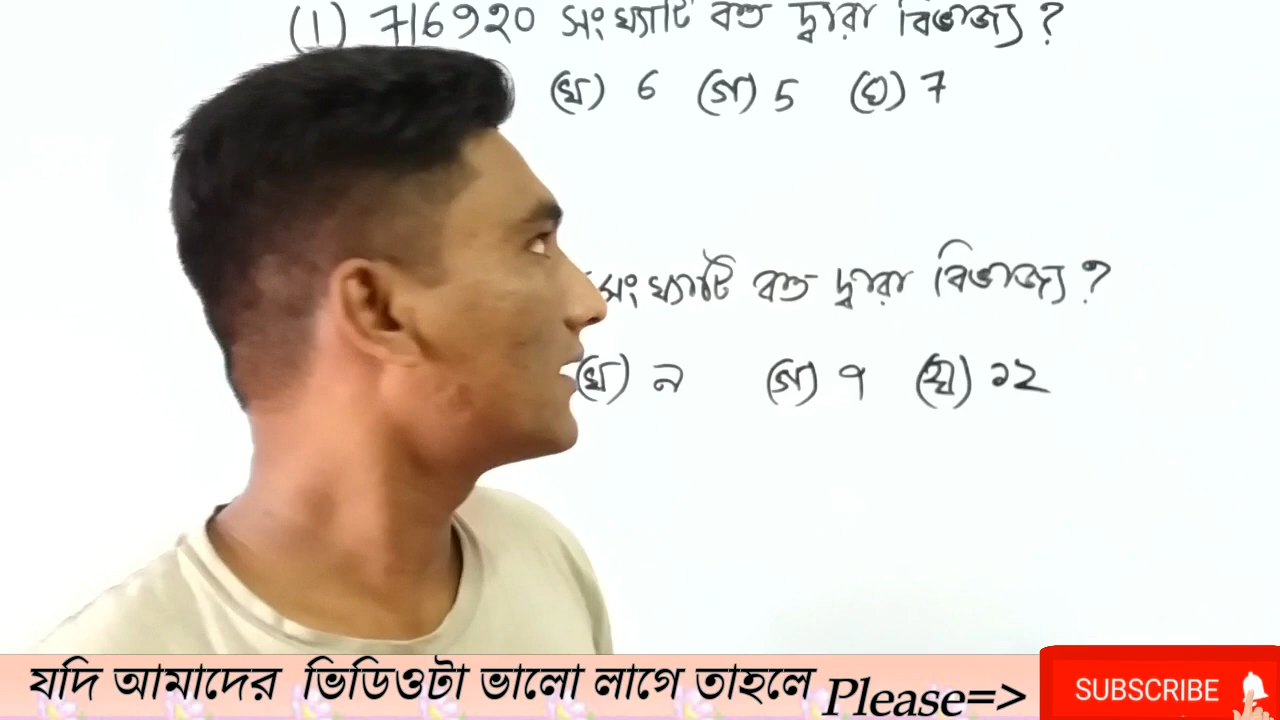 (1) 716920 সংখ্যাটি কত দ্বারা বিভাজ্য ?
(খ) 6 (গ) 5 (ঘ) 7
সংখ্যাটি কত দ্বারা বিভাজ্য ?
(খ) ৯ (গ) ৭ (ঘ) ১২
যদি আমাদের ভিডিওটা ভালো লাগে তাহলে Please=> SUBSCRIBE